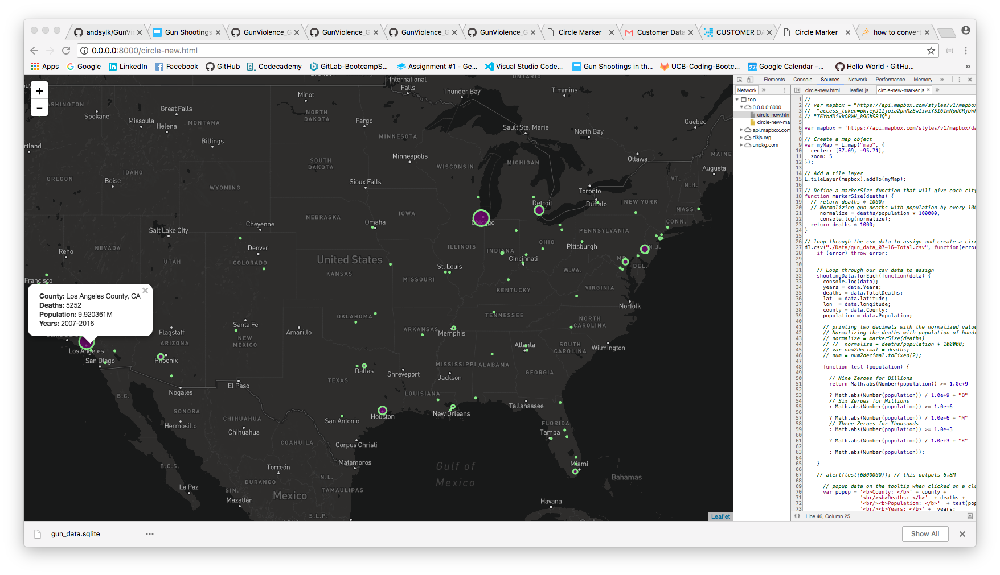 andsylk/GunVi
Gun Shootings
GunViolence_G
GunViolence_G
GunViolence_G
GunViolence_G
Circle Marker
Customer Data
CUSTOMER DA
Circle Marker
how to convert
0.0.0.0:8000/circle-new.html
Apps
Google
LinkedIn
Facebook
GitHub
Codecademy
GitLab-BootcampS...
Assignment #1 - Ge...
Visual Studio Code...
Gun Shootings in th...
UCB-Coding-Bootc...
27
Google Calendar -...
Hello World · GitHu...
»
+
-
International
Falls
Thunder Bay
Timmins
ONTARIO
Minot
ASHINGTON
Spokane
Great Falls
Missoula
Helena
MONTANA
NORTH
DAKOTA
Fargo
Quebec
Sault Ste. Marie
North Bay
MINNESOTA
Billings
rtland
Minneapolis
Ottawa
MAINE
SOUTH
DAKOTA
WISCONSIN
MICHIGAN
Augusta
IDAHO
OREGON
Boise
Sioux Falls
VT.
N.H.
Toronto
WYOMING
Detroit
Buffalo
NEW YORK
MASS.
IOWA
NEBRASKA
Chicago
CONN.
Cheyenne
Omaha
Salt Lake City
PENNSYLVANIA
Reno
NEVADA
Denver
ILLINOIS
INDIANA
OHIO
Pittsburgh
N.J.
UTAH
COLORADO
United States
Cincinnati
MD.
DEL.
St. Louis
KANSAS
MISSOURI
W.VA.
Francisco
KENTUCKY
VIRGINIA
Norfolk
County: Los Angeles County, CA
Deaths: 5252
Population: 9.920361M
Years: 2007-2016
OKLAHOMA
TENNESSEE
NORTH
CAROLINA
Santa Fe
Flagstaff
Amarillo
ARKANSAS
Memphis
ARIZONA
NEW
MEXICO
Atlanta
SOUTH
CAROLINA
Wilmington
Los Angeles
San Diego
Phoenix
MISSISSIPPI
ALABAMA
Dallas
Shreveport
Jackson
GEORGIA
TEXAS
El Paso
Nogales
B.C.
LOUISIANA
Tallahassee
SONORA
Houston
New Orleans
CHIHUAHUA
San Antonio
Hermosillo
Chihuahua
FLORIDA
Tampa
COAHUILA
Corpus Christi
Matamoros
Miami
B.C.S.
Torreón
Gulf of
Mexico
Bahamas
N.L.
DURANGO
La Paz
SIN.
TAMAULIPAS
Mexico
Mazatlán
Havana
S.L.P.
Leaflet
Elements
Console
Sources
Network
Performance
Memory
»
Network
»
circle-new.html
leaflet.js
circle-new-marker.js
»
top
0.0.0.0:8000
circle-new.htm
circle-new-ma
api.mapbox.com
d3js.org
unpkg.com
1 //
2 // var mapbox = "https://api.mapbox.com/styles/v1/mapbox
3 // "access_token=pk.eyJ1Ijoia2pnMzEwIiwiYSI6ImNpdGRjbWh
4 // "T6YbdDixkOBWH_k9GbS8JQ";
5
6 var mapbox = 'https://api.mapbox.com/styles/v1/mapbox/da
7
8 // Create a map object
9 var myMap = L.map("map", {
10 center: [37.09, -95.71],
11 zoom: 5
12 });
13
14 // Add a tile layer
15 L.tileLayer(mapbox).addTo(myMap);
16
17 // Define a markerSize function that will give each city
18 function markerSize(deaths) {
19 // return deaths * 1000;
20 // Normalizing gun deaths with population by every 100
21 normalize = deaths/population * 100000,
22 console.log(normalize);
23 return deaths * 1000;
24 }
25
26 // loop through the csv data to assign and create a circ
27 d3.csv("./Data/gun_data_07-16-Total.csv", function(error
28 if (error) throw error;
29
30
31 // Loop through our csv data to assign
32 shootingData.forEach(function(data) {
33 console.log(data);
34 years = data.Years;
35 deaths = data.TotalDeaths;
36 lat = data.latitude;
37 lon = data.longitude;
38 county = data.County;
39 population = data.Population;
40
41 // printing two decimals with the normalized value
42 // Normalizing the deaths with population of hundr
43 // normalize = markerSize(deaths)
44 // // normalize = deaths/population * 100000;
45 // var num2decimal = deaths;
46 // num = num2decimal.toFixed(2);
47
48 function test (population) {
49
50 // Nine Zeroes for Billions
51 return Math.abs(Number(population)) >= 1.0e+9
52
53 ? Math.abs(Number(population)) / 1.0e+9 + "B"
54 // Six Zeroes for Millions
55 : Math.abs(Number(population)) >= 1.0e+6
56
57 ? Math.abs(Number(population)) / 1.0e+6 + "M"
58 // Three Zeroes for Thousands
59 : Math.abs(Number(population)) >= 1.0e+3
60
61 ? Math.abs(Number(population)) / 1.0e+3 + "K"
62
63 : Math.abs(Number(population));
64
65 }
66
67 // alert(test(6800000)); // this outputs 6.8M
68
69 // popup data on the tooltip when clicked on a clu
70 var popup = '<b>County: </b>' + county +
71 '<br/><b>Deaths: </b>' + deaths +
72 '<br/><b>Population: </b>' + test(pop
73 '<br/><b>Years: </b>' + years;
{} Line 46, Column 25
gun_data.sqlite
Show All